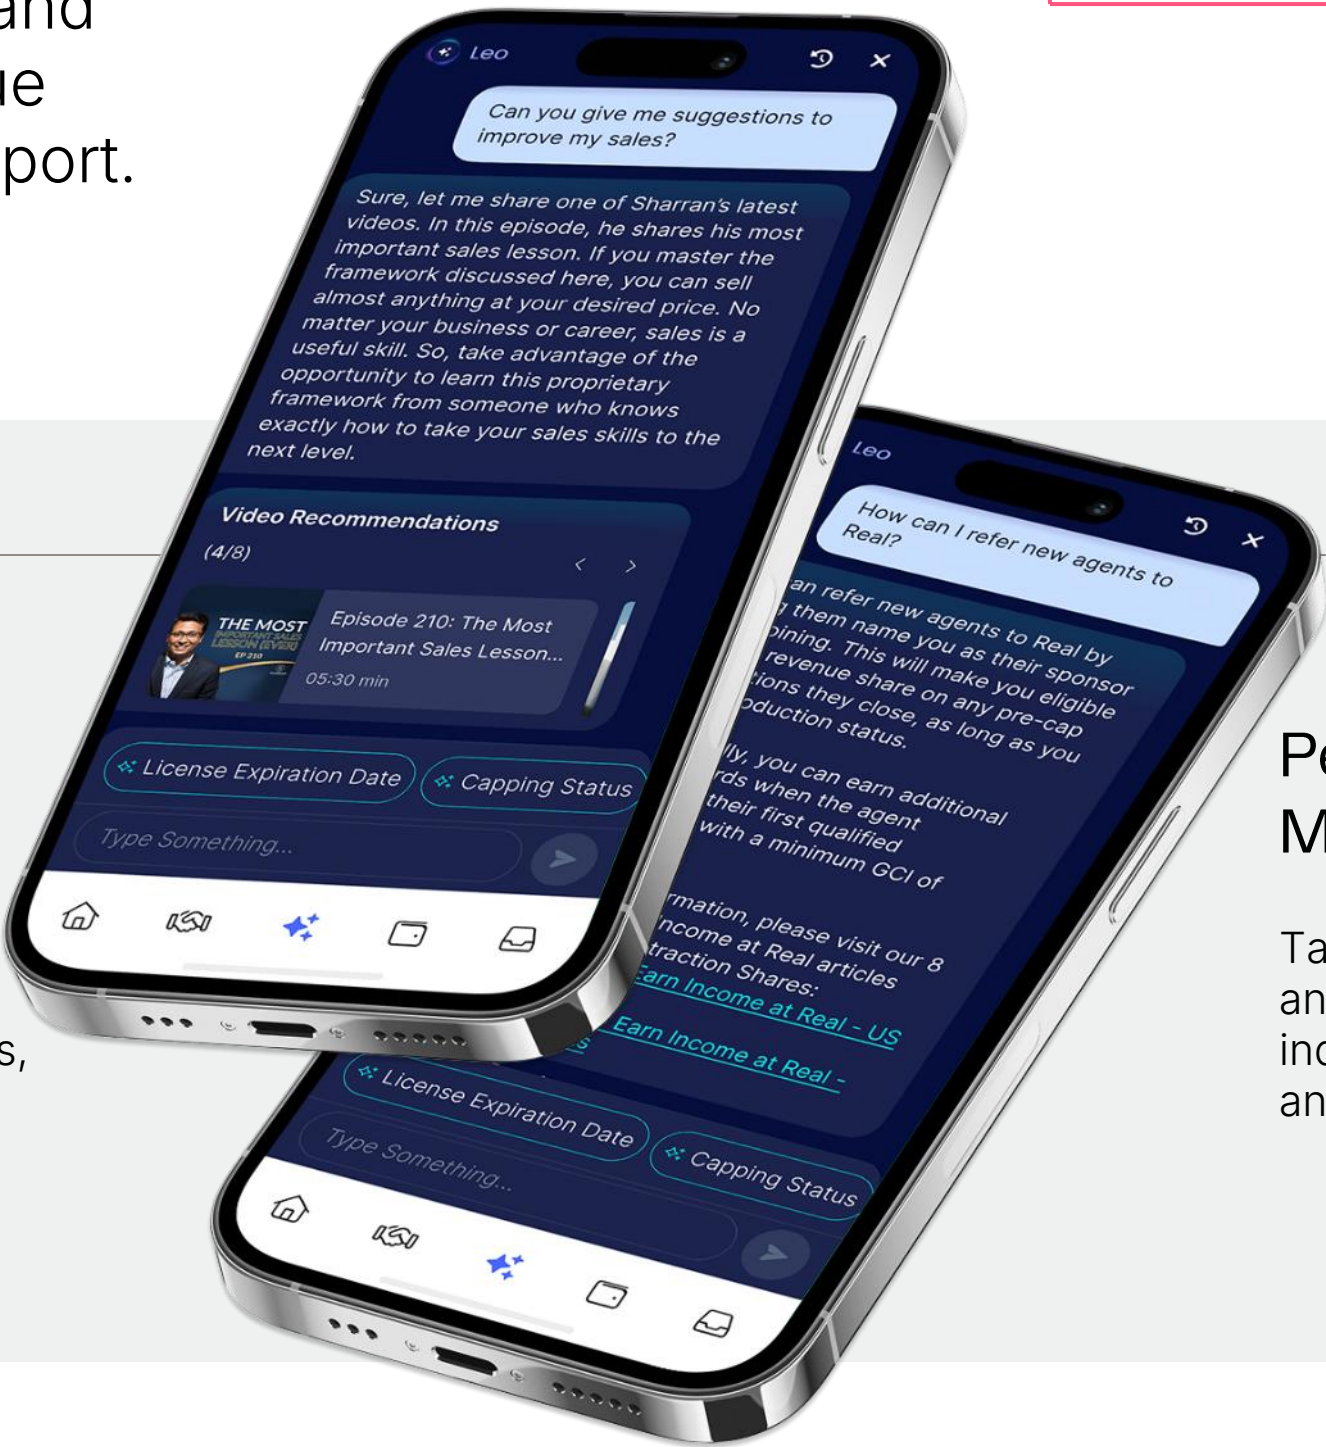 and
ue
port.
Leo
Can you give me suggestions to
improve my sales?
Sure, let me share one of Sharran's latest
videos. In this episode, he shares his most
important sales lesson. If you master the
framework discussed here, you can sell
almost anything at your desired price. No
matter your business or career, sales is a
useful skill. So, take advantage of the
opportunity to learn this proprietary
framework from someone who knows
exactly how to take your sales skills to the
next level.
Video Recommendations
(4/8)
THE MOST
IMPORTANT SALES
LESSON (EVER)
EP 210
Episode 210: The Most
Important Sales Lesson...
05:30 min
License Expiration Date
Capping Status
Type Something...
Leo
How can I refer new agents to
Real?
an refer new agents to Real by
g them name you as their sponsor
oining. This will make you eligible
revenue share on any pre-cap
tions they close, as long as you
oduction status.
lly, you can earn additional
rds when the agent
their first qualified
with a minimum GCI of
rmation, please visit our 8
ncome at Real articles
traction Shares:
Earn Income at Real - US
Earn Income at Real -
s
License Expiration Date
Capping Status
Type Something...
s,
Pe
M
Ta
an
inc
an